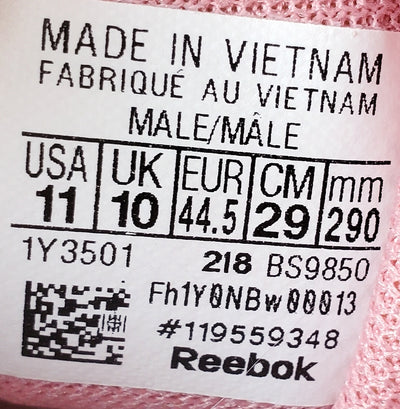 MADE IN VIETNAM
FABRIQUÉ AU VIETNAM
MALE/MÂLE
USA UK EUR CM mm
11 10 44.5 29 290
1Y3501 218 BS9850
Fh1Y0NBw00013
#119559348
Reebok